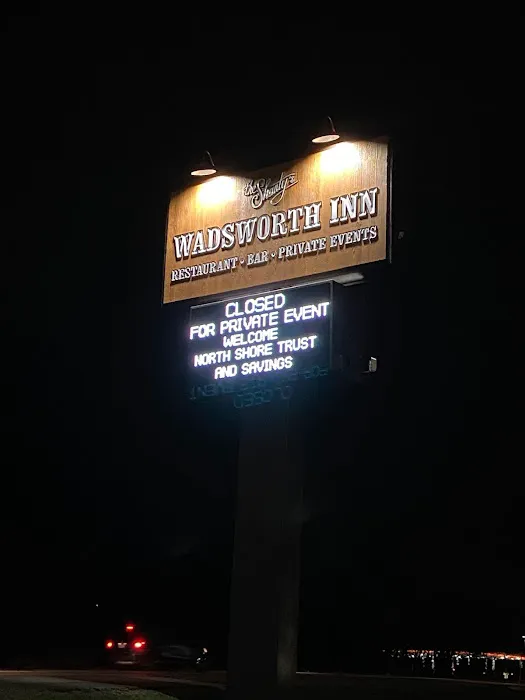 the Shanty
WADSWORTH INN
RESTAURANT • BAR • PRIVATE EVENTS
CLOSED
FOR PRIVATE EVENT
WELCOME
NORTH SHORE TRUST
AND SAVINGS